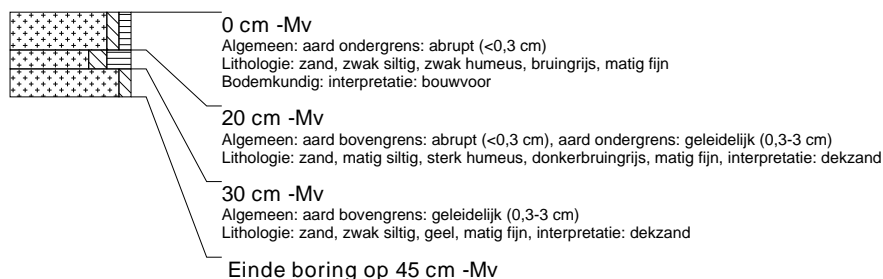 0 cm -Mv
Algemeen: aard ondergrens: abrupt (<0,3 cm)
Lithologie: zand, zwak siltig, zwak humeus, bruingrijs, matig fijn
Bodemkundig: interpretatie: bouwvoor
20 cm -Mv
Algemeen: aard bovengrens: abrupt (<0,3 cm), aard ondergrens: geleidelijk (0,3-3 cm)
Lithologie: zand, matig siltig, sterk humeus, donkerbruingrijs, matig fijn, interpretatie: dekzand
30 cm -Mv
Algemeen: aard bovengrens: geleidelijk (0,3-3 cm)
Lithologie: zand, zwak siltig, geel, matig fijn, interpretatie: dekzand
Einde boring op 45 cm -Mv